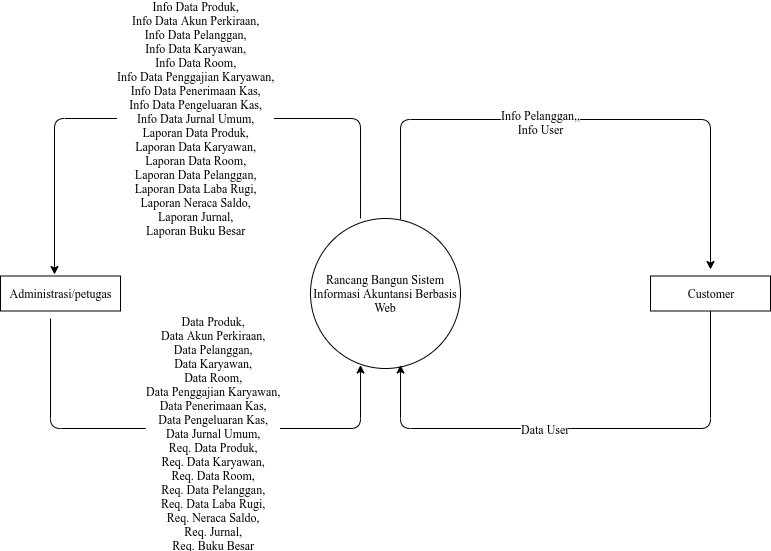 Info Data Produk,
Info Data Akun Perkiraan,
Info Data Pelanggan,
Info Data Karyawan,
Info Data Room,
Info Data Penggajian Karyawan,
Info Data Penerimaan Kas,
Info Data Pengeluaran Kas,
Info Data Jurnal Umum,
Laporan Data Produk,
Laporan Data Karyawan,
Laporan Data Room,
Laporan Data Pelanggan,
Laporan Data Laba Rugi,
Laporan Neraca Saldo,
Laporan Jurnal,
Laporan Buku Besar
Info Pelanggan,,
Info User
Administrasi/petugas
Rancang Bangun Sistem
Informasi Akuntansi Berbasis
Web
Customer
Data Produk,
Data Akun Perkiraan,
Data Pelanggan,
Data Karyawan,
Data Room,
Data Penggajian Karyawan,
Data Penerimaan Kas,
Data Pengeluaran Kas,
Data Jurnal Umum,
Req. Data Produk,
Req. Data Karyawan,
Req. Data Room,
Req. Data Pelanggan,
Req. Data Laba Rugi,
Req. Neraca Saldo,
Req. Jurnal,
Req. Buku Besar
Data User